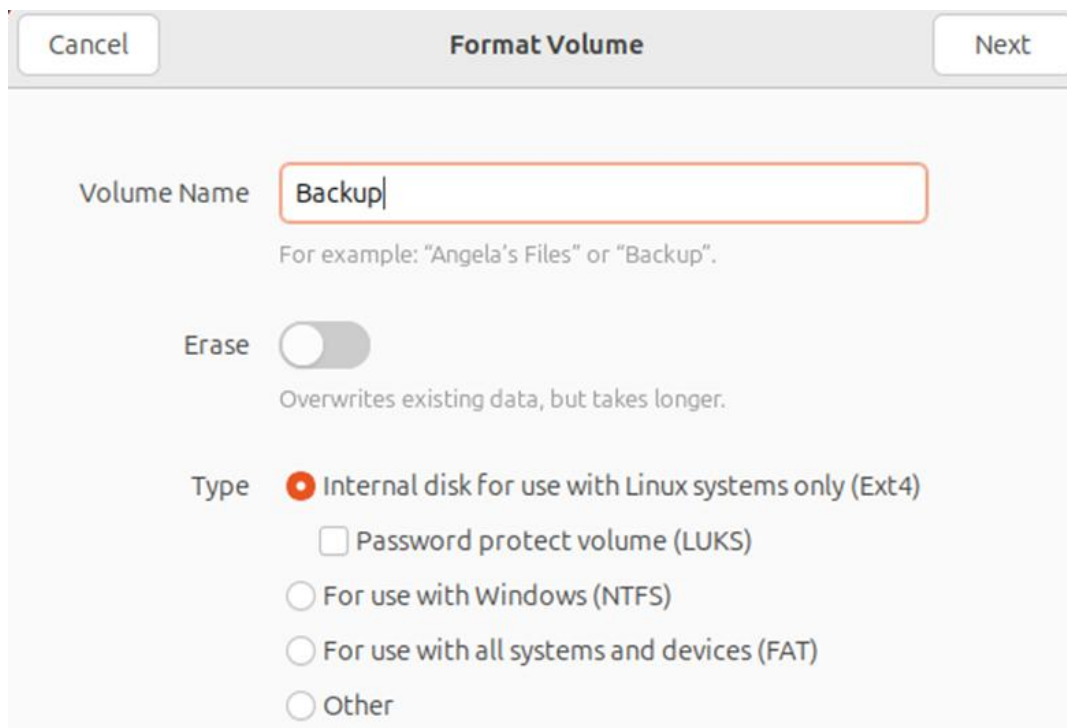 Cancel Format Volume Next
Volume Name Backup
For example: “Angela’s Files” or “Backup”.
Erase
Overwrites existing data, but takes longer.
Type Internal disk for use with Linux systems only (Ext4)
Password protect volume (LUKS)
For use with Windows (NTFS)
For use with all systems and devices (FAT)
Other